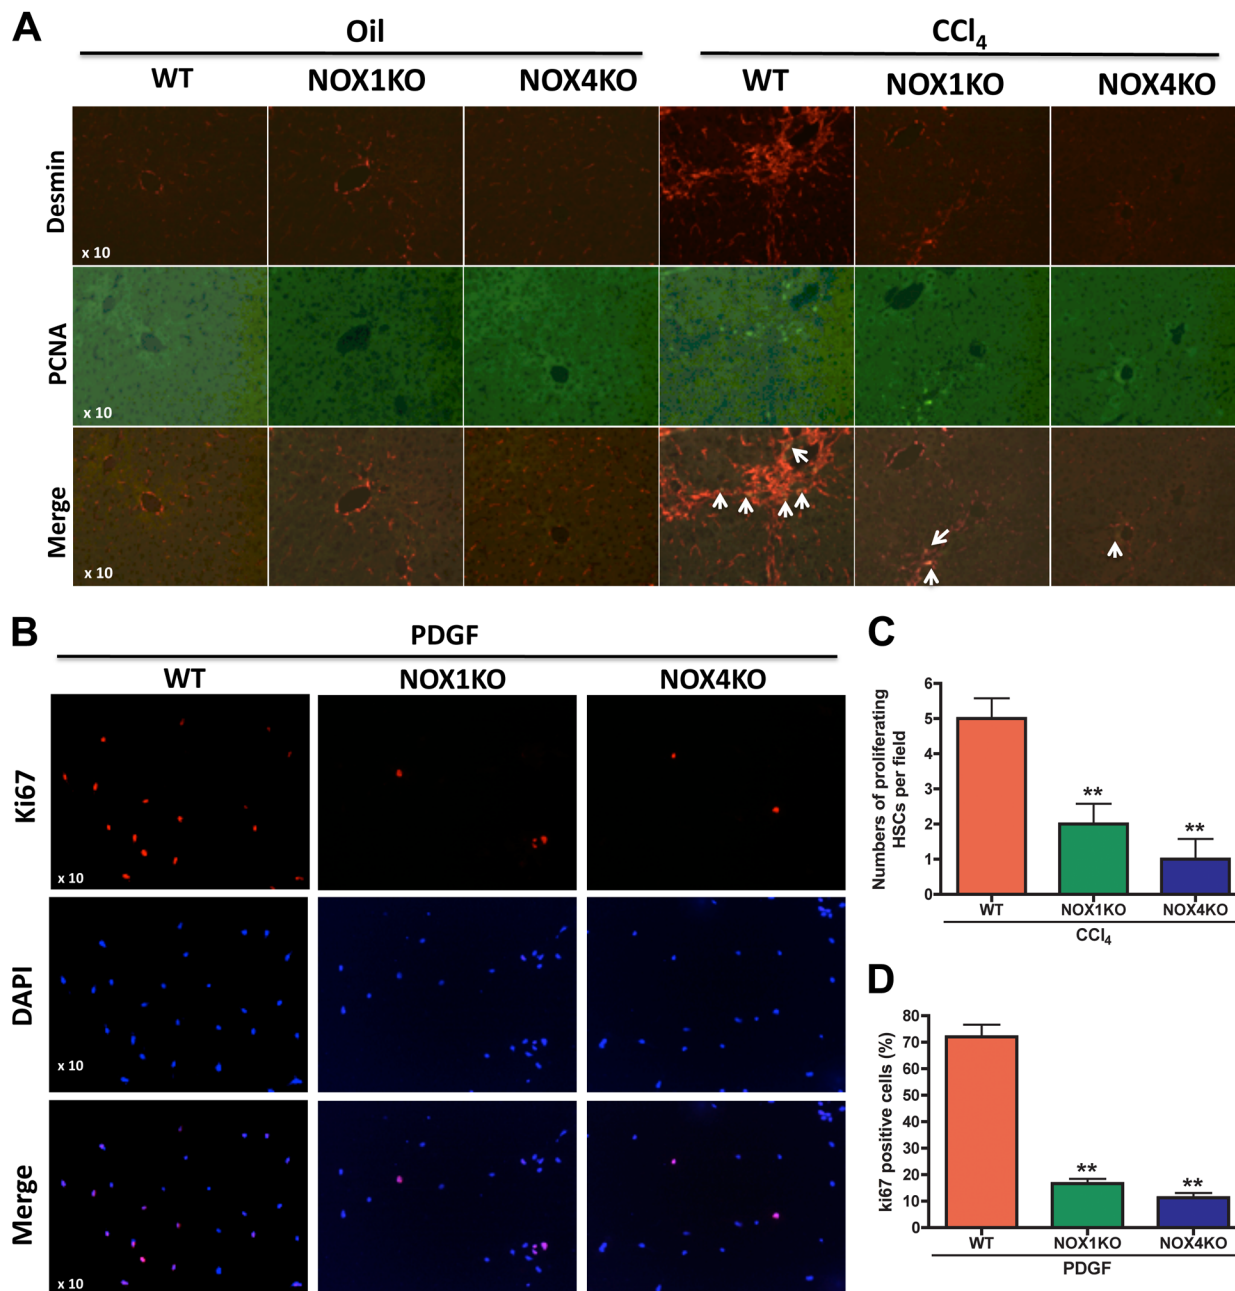 A
Oil
CCl₄
WT NOX1KO NOX4KO WT NOX1KO NOX4KO
Desmin
x 10
PCNA
x 10
Merge
x 10
B
PDGF
WT NOX1KO NOX4KO
Ki67
x 10
DAPI
x 10
Merge
x 10
C
Numbers of proliferating
HSCs per field
6
5
4
3
2
1
0
**
**
WT NOX1KO NOX4KO
CCl₄
D
ki67 positive cells (%)
80
70
60
50
40
30
20
10
0
**
**
WT NOX1KO NOX4KO
PDGF